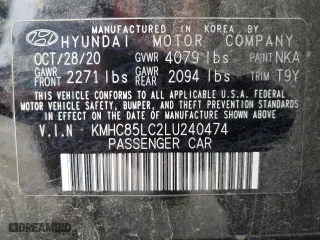 MANUFACTURED IN KOREA BY
HYUNDAI MOTOR COMPANY
OCT/28/20 GVWR 4079 lbs PAINT NKA
GAWR FRONT 2271 lbs GAWR REAR 2094 lbs TRIM T9Y
THIS VEHICLE CONFORMS TO ALL APPLICABLE U.S.A. FEDERAL MOTOR
VEHICLE SAFETY, BUMPER, AND THEFT PREVENTION STANDARDS
IN EFFECT ON THE DATE OF MANUFACTURE SHOWN ABOVE.
V.I.N KMHC85LC2LU240474
PASSENGER CAR